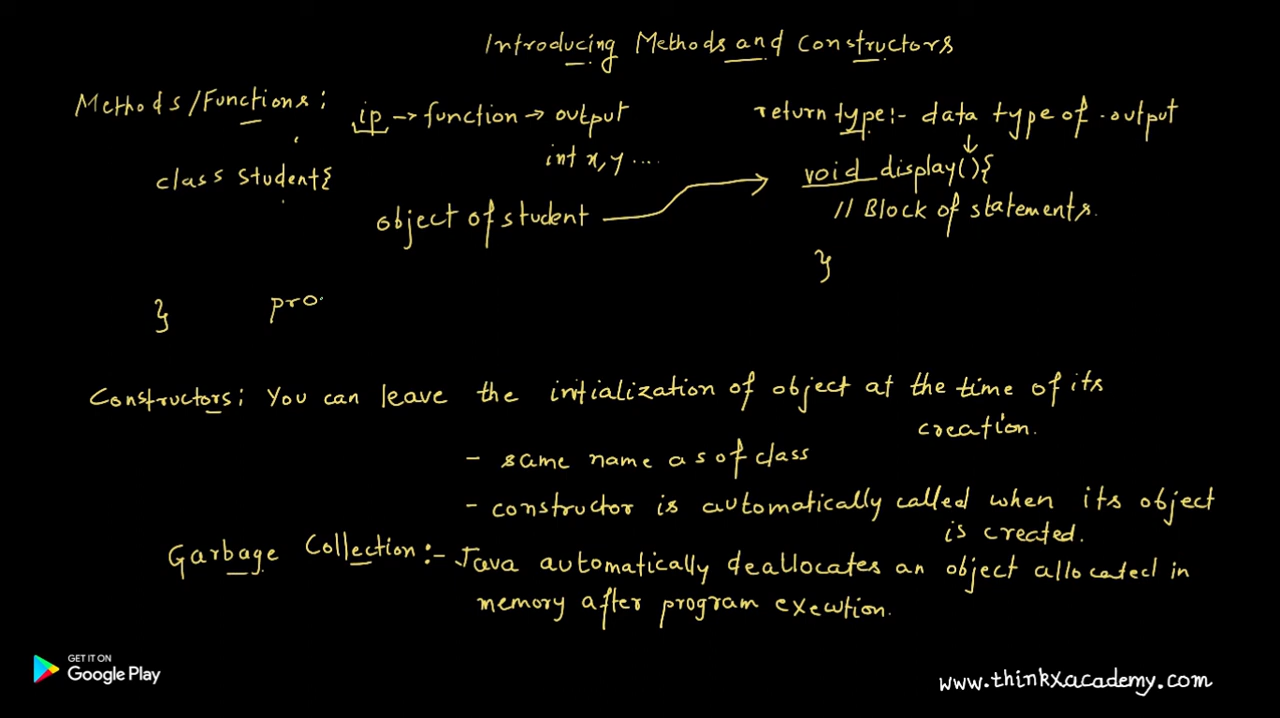 Introducing Methods and Constructors
Methods/Functions:
ip → function → output
return type:- data type of output
int x, y ....
class Student{
void display(){
object of student
// Block of statements.
}
} pro
Constructors: You can leave the initialization of object at the time of its
creation.
- same name as of class
- constructor is automatically called when its object
is created.
Garbage Collection:- Java automatically deallocates an object allocated in
memory after program execution.
GET IT ON
Google Play
www.thinkxacademy.com